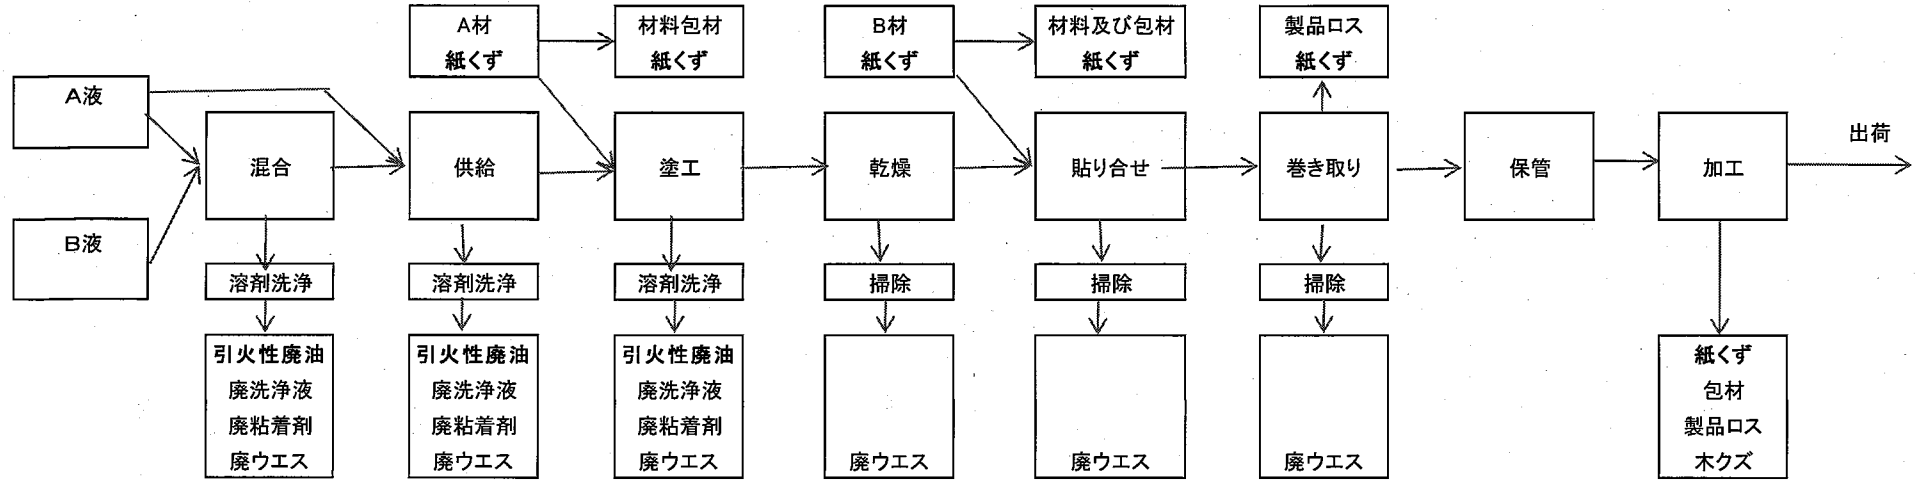 A材
紙くず
材料包材
紙くず
B材
紙くず
材料及び包材
紙くず
製品ロス
紙くず
A液
B液
混合
供給
塗工
乾燥
貼り合せ
巻き取り
保管
加工
出荷
溶剤洗浄
溶剤洗浄
溶剤洗浄
掃除
掃除
掃除
引火性廃油
廃洗浄液
廃粘着剤
廃ウエス
引火性廃油
廃洗浄液
廃粘着剤
廃ウエス
引火性廃油
廃洗浄液
廃粘着剤
廃ウエス
廃ウエス
廃ウエス
廃ウエス
紙くず
包材
製品ロス
木クズ